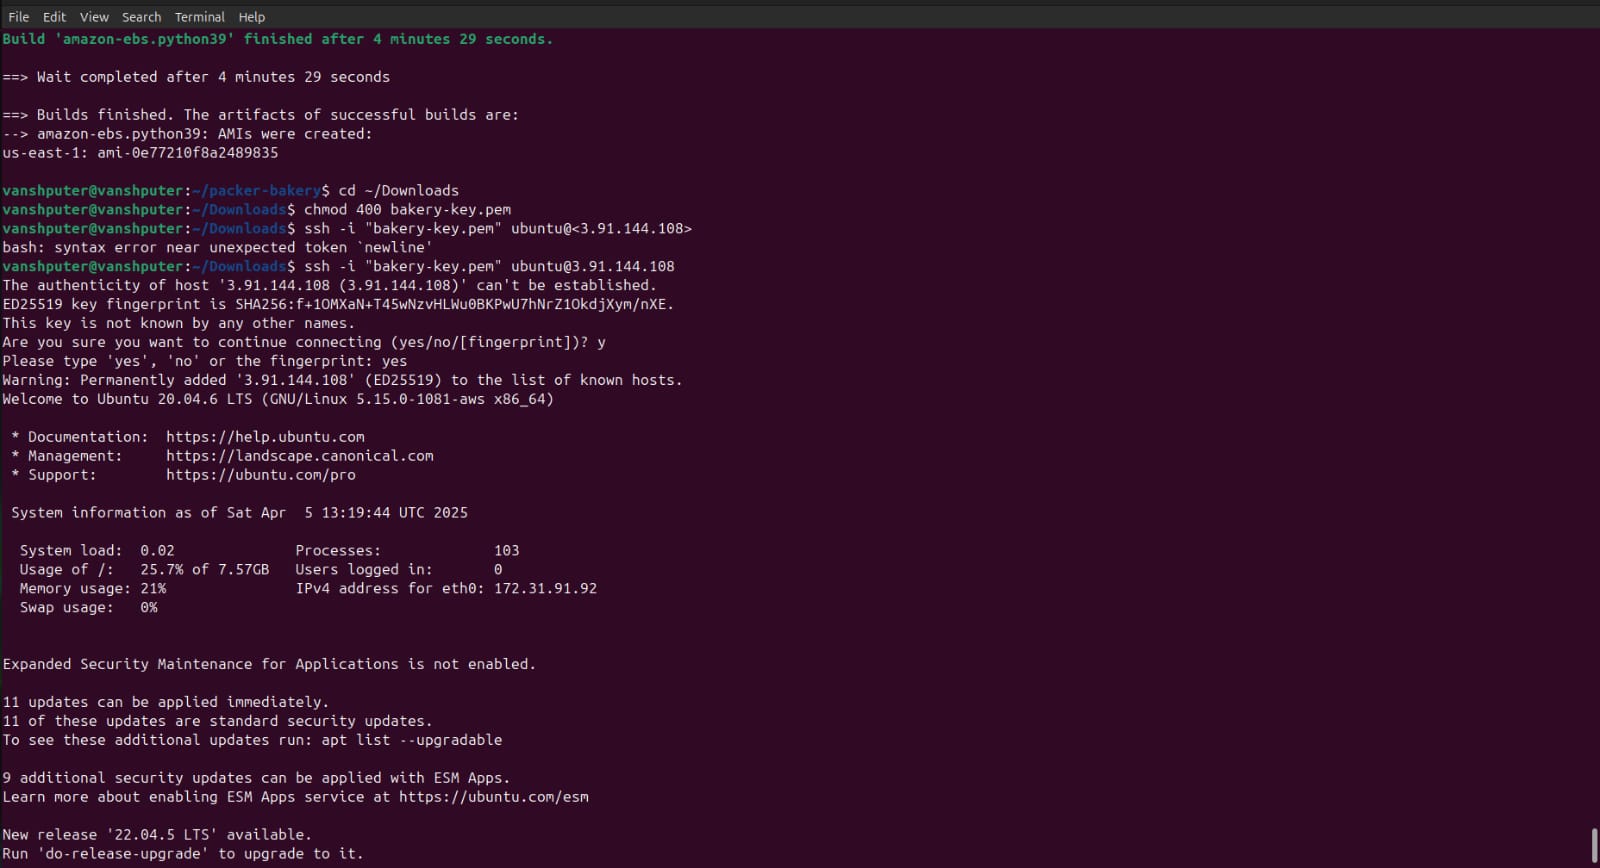 File Edit View Search Terminal Help
Build 'amazon-ebs.python39' finished after 4 minutes 29 seconds.
==> Wait completed after 4 minutes 29 seconds
==> Builds finished. The artifacts of successful builds are:
--> amazon-ebs.python39: AMIs were created:
us-east-1: ami-0e77210f8a2489835
vanshputer@vanshputer:~/packer-bakery$ cd ~/Downloads
vanshputer@vanshputer:~/Downloads$ chmod 400 bakery-key.pem
vanshputer@vanshputer:~/Downloads$ ssh -i "bakery-key.pem" ubuntu@<3.91.144.108>
bash: syntax error near unexpected token `newline'
vanshputer@vanshputer:~/Downloads$ ssh -i "bakery-key.pem" ubuntu@3.91.144.108
The authenticity of host '3.91.144.108 (3.91.144.108)' can't be established.
ED25519 key fingerprint is SHA256:f+1OMXaN+T45wNzvHLWu0BKPwU7hNrZ1OkdjXym/nXE.
This key is not known by any other names.
Are you sure you want to continue connecting (yes/no/[fingerprint])? y
Please type 'yes', 'no' or the fingerprint: yes
Warning: Permanently added '3.91.144.108' (ED25519) to the list of known hosts.
Welcome to Ubuntu 20.04.6 LTS (GNU/Linux 5.15.0-1081-aws x86_64)
* Documentation:  https://help.ubuntu.com
* Management:     https://landscape.canonical.com
* Support:        https://ubuntu.com/pro
System information as of Sat Apr  5 13:19:44 UTC 2025
System load:  0.02              Processes:             103
Usage of /:   25.7% of 7.57GB   Users logged in:       0
Memory usage: 21%               IPv4 address for eth0: 172.31.91.92
Swap usage:   0%
Expanded Security Maintenance for Applications is not enabled.
11 updates can be applied immediately.
11 of these updates are standard security updates.
To see these additional updates run: apt list --upgradable
9 additional security updates can be applied with ESM Apps.
Learn more about enabling ESM Apps service at https://ubuntu.com/esm
New release '22.04.5 LTS' available.
Run 'do-release-upgrade' to upgrade to it.